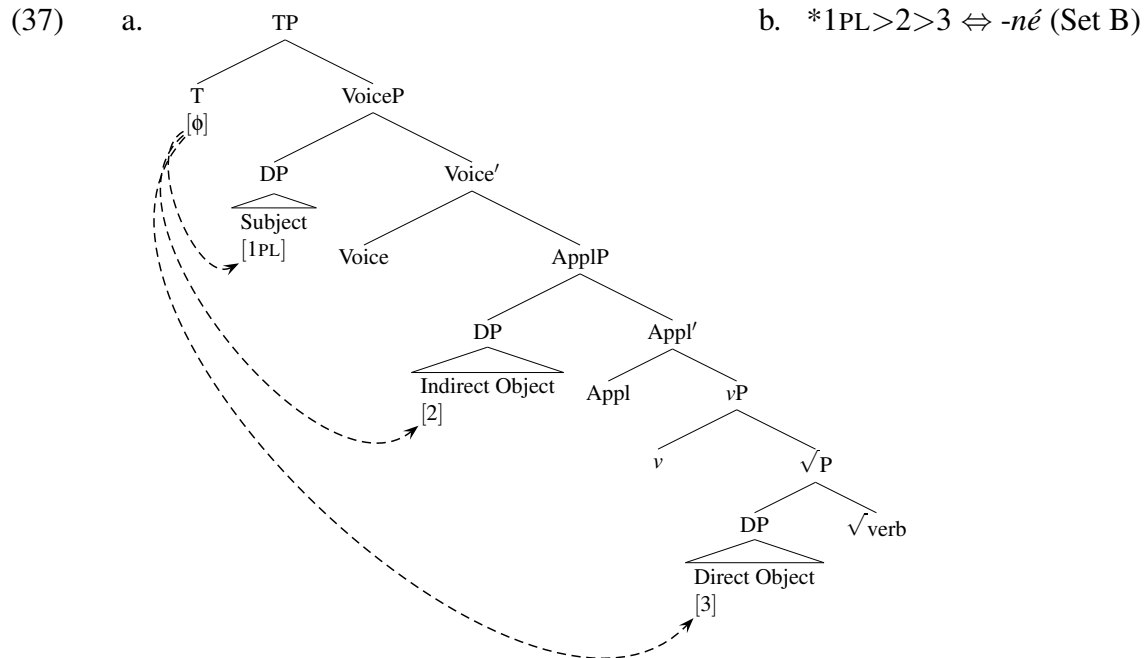 (37) a. TP b. *1PL>2>3 ⇔ -né (Set B)
T VoiceP
[ϕ]
DP Voice′
Subject
[1PL]
Voice ApplP
DP Appl′
Indirect Object
[2]
Appl vP
v √P
DP √verb
Direct Object
[3]